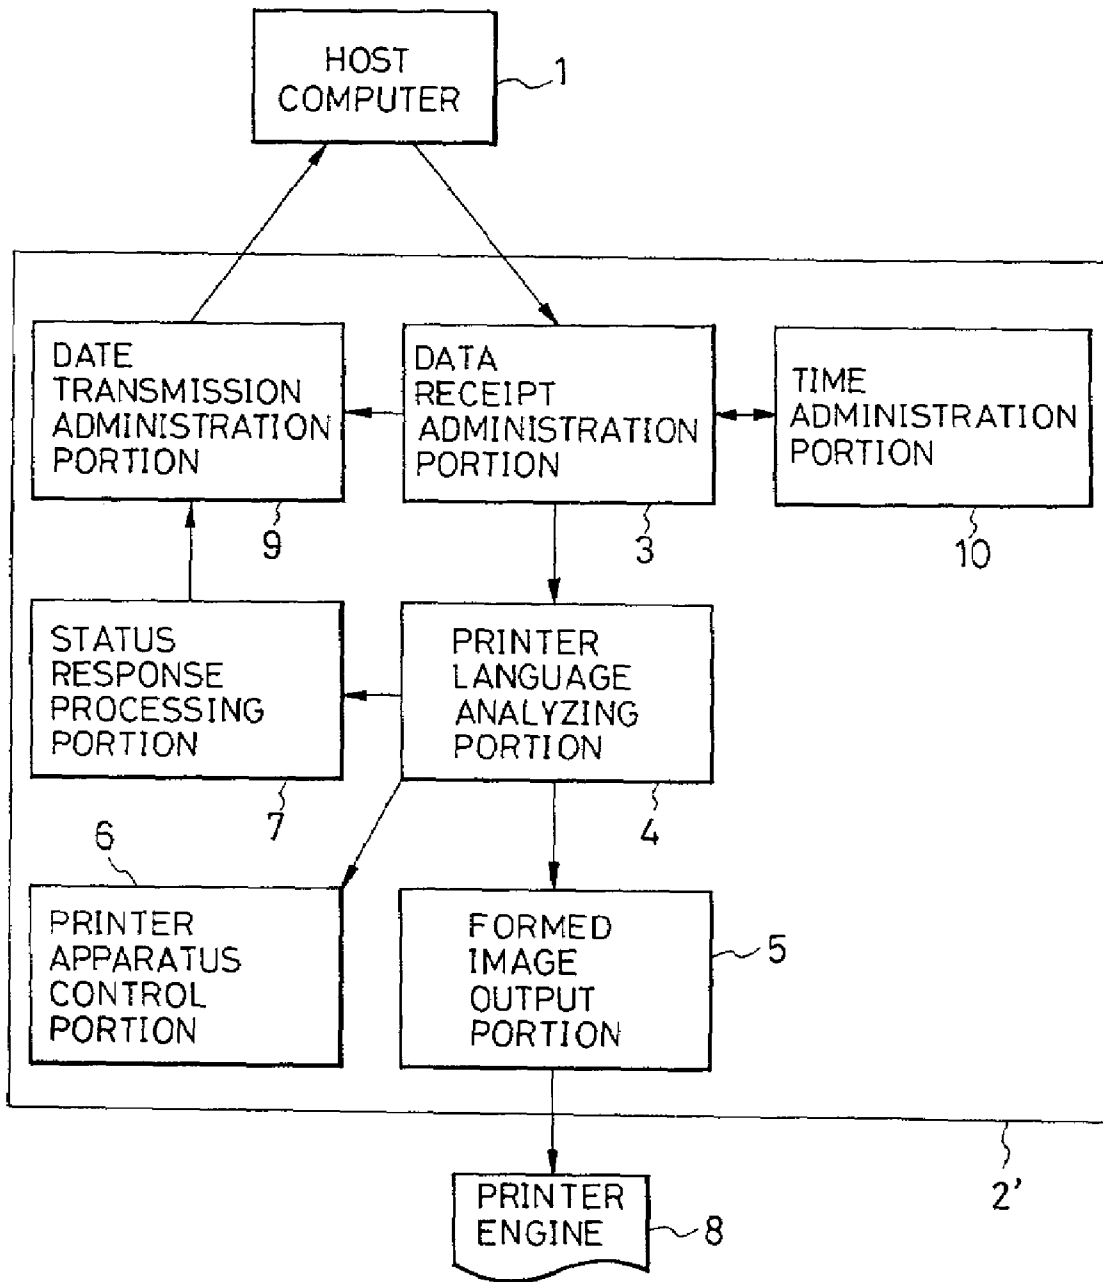 HOST
COMPUTER
1
DATE
TRANSMISSION
ADMINISTRATION
PORTION
9
DATA
RECEIPT
ADMINISTRATION
PORTION
3
TIME
ADMINISTRATION
PORTION
10
STATUS
RESPONSE
PROCESSING
PORTION
7
PRINTER
LANGUAGE
ANALYZING
PORTION
4
6
PRINTER
APPARATUS
CONTROL
PORTION
FORMED
IMAGE
OUTPUT
PORTION
5
2'
PRINTER
ENGINE
8